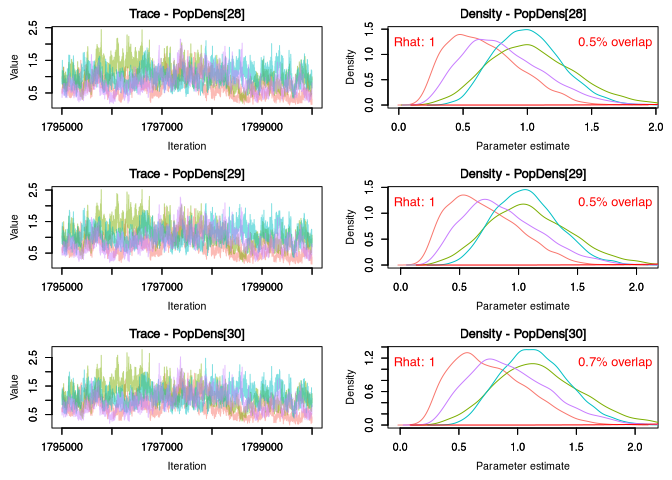 Trace - PopDens[28]
Value
0.5 1.5 2.5
1795000 1797000 1799000
Iteration
Density - PopDens[28]
Rhat: 1
0.5% overlap
Density
0.0 0.5 1.0 1.5
0.0 0.5 1.0 1.5 2.0
Parameter estimate
Trace - PopDens[29]
Value
0.5 1.5 2.5
1795000 1797000 1799000
Iteration
Density - PopDens[29]
Rhat: 1
0.5% overlap
Density
0.0 0.5 1.0 1.5
0.0 0.5 1.0 1.5 2.0
Parameter estimate
Trace - PopDens[30]
Value
0.5 1.5 2.5
1795000 1797000 1799000
Iteration
Density - PopDens[30]
Rhat: 1
0.7% overlap
Density
0.0 0.6 1.2
0.0 0.5 1.0 1.5 2.0
Parameter estimate